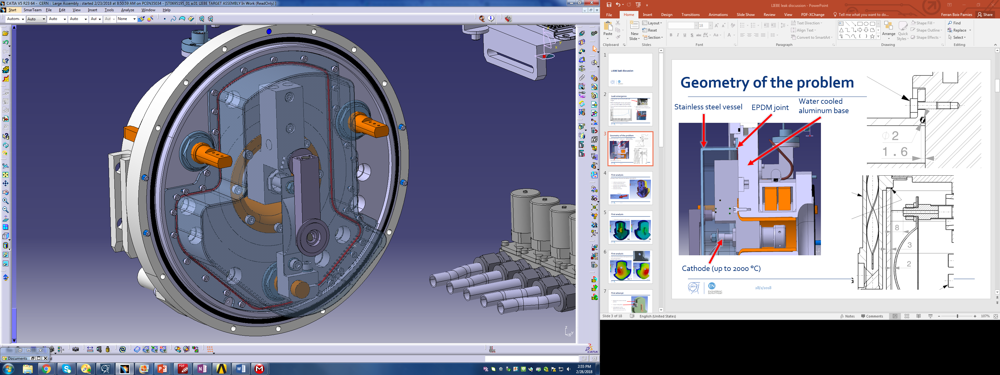 CATIA V5 R23 64 - CERN : Large Assembly : started 2/23/2018 at 8:50:59 AM on PCEN35034 - [ST0695195_01 a.01 LIEBE TARGET ASSEMBLY In Work (ReadOnly) ]
Start SmarTeam File Edit View Insert Tools Analyze Window Help
Automa Auto Auto Auto Aut Aut None
x
y
z
y
CATIA
Documents
2:55 PM
2/28/2018
LIEBE leak discussion - PowerPoint
File Home Insert Design Transitions Animations Slide Show Review View PDF-XChange Tell me what you want to do... Ferran Boix Pamies Share
Paste
Clipboard
New
Slide
Layout
Reset
Section
Slides
18
B I U S abc AV Aa A
Font
Text Direction
Align Text
Convert to SmartArt
Paragraph
Arrange
Quick
Styles
Shape Fill
Shape Outline
Shape Effects
Drawing
Find
Replace
Select
Editing
1
LIEBE leak discussion
2
Leak emergence
3
Geometry of the problem
4
First analysis
5
First analysis
6
First analysis
7
First attempt
Geometry of the problem
Stainless steel vessel
EPDM joint
Water cooled
aluminum base
Cathode (up to 2000 °C)
∅2
1.6
8
3
2
CERN
EN
ENGINEERING
DEPARTMENT
28/2/2018
Slide 3 of 18 English (United States) Notes Comments 107%